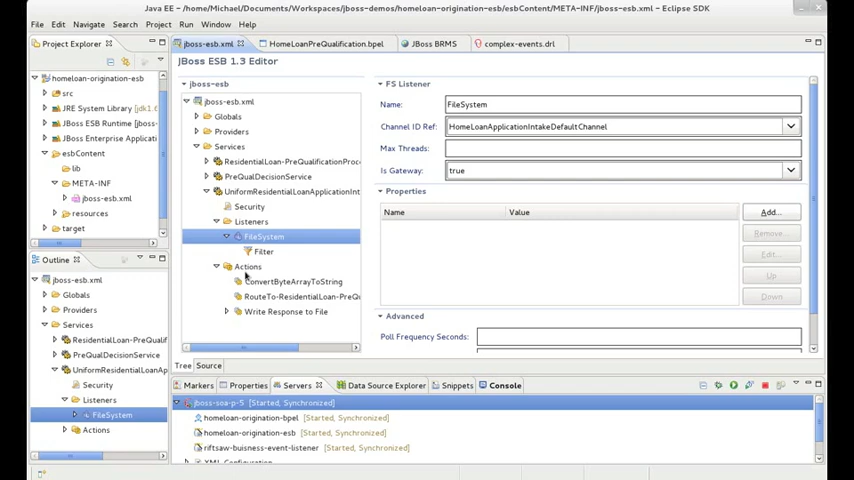 Java EE - /home/Michael/Documents/Workspaces/jboss-demos/homeloan-origination-esb/esbContent/META-INF/jboss-esb.xml - Eclipse SDK
File Edit Navigate Search Project Run Window Help
Project Explorer
homeloan-origination-esb
src
JRE System Library [jdk1.6
JBoss ESB Runtime [jboss-
JBoss Enterprise Applicati
esbContent
lib
META-INF
jboss-esb.xml
resources
target
Outline
jboss-esb.xml
Globals
Providers
Services
ResidentialLoan-PreQualif
PreQualDecisionService
UniformResidentialLoanAp
Security
Listeners
FileSystem
Actions
jboss-esb.xml
HomeLoanPreQualification.bpel
JBoss BRMS
complex-events.drl
JBoss ESB 1.3 Editor
jboss-esb
jboss-esb.xml
Globals
Providers
Services
ResidentialLoan-PreQualificationProc
PreQualDecisionService
UniformResidentialLoanApplicationInt
Security
Listeners
FileSystem
Filter
Actions
ConvertByteArrayToString
RouteTo-ResidentialLoan-PreQu
Write Response to File
Tree Source
FS Listener
Name: FileSystem
Channel ID Ref: HomeLoanApplicationIntakeDefaultChannel
Max Threads:
Is Gateway: true
Properties
Name Value
Add...
Remove...
Edit...
Up
Down
Advanced
Poll Frequency Seconds:
Markers Properties Servers Data Source Explorer Snippets Console
jboss-soa-p-5 [Started, Synchronized]
homeloan-origination-bpel [Started, Synchronized]
homeloan-origination-esb [Started, Synchronized]
riftsaw-buisness-event-listener [Started, Synchronized]
XML Configuration